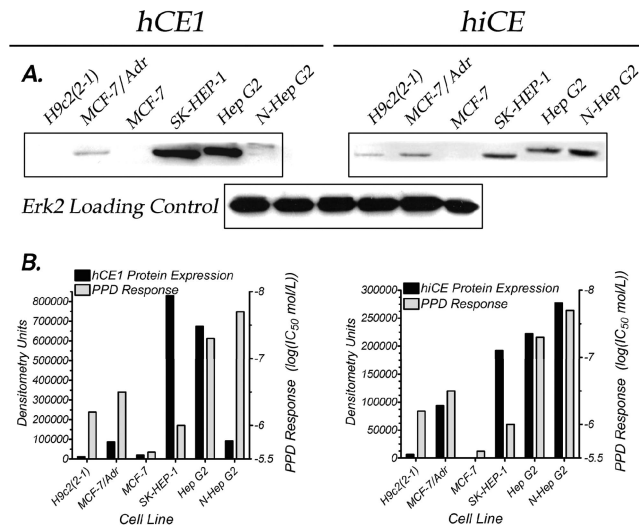 hCE1
hiCE
A.
H9c2(2-1)
MCF-7/Adr
MCF-7
SK-HEP-1
Hep G2
N-Hep G2
H9c2(2-1)
MCF-7/Adr
MCF-7
SK-HEP-1
Hep G2
N-Hep G2
Erk2 Loading Control
B.
hCE1 Protein Expression
PPD Response
Densitometry Units
800000
700000
600000
500000
400000
300000
200000
100000
0
-8
-7
-6
-5.5
PPD Response (log(IC50 mol/L))
H9c2(2-1)
MCF-7/Adr
MCF-7
SK-HEP-1
Hep G2
N-Hep G2
Cell Line
hiCE Protein Expression
PPD Response
Densitometry Units
300000
250000
200000
150000
100000
50000
0
-8
-7
-6
-5.5
PPD Response (log(IC50 mol/L))
H9c2(2-1)
MCF-7/Adr
MCF-7
SK-HEP-1
Hep G2
N-Hep G2
Cell Line